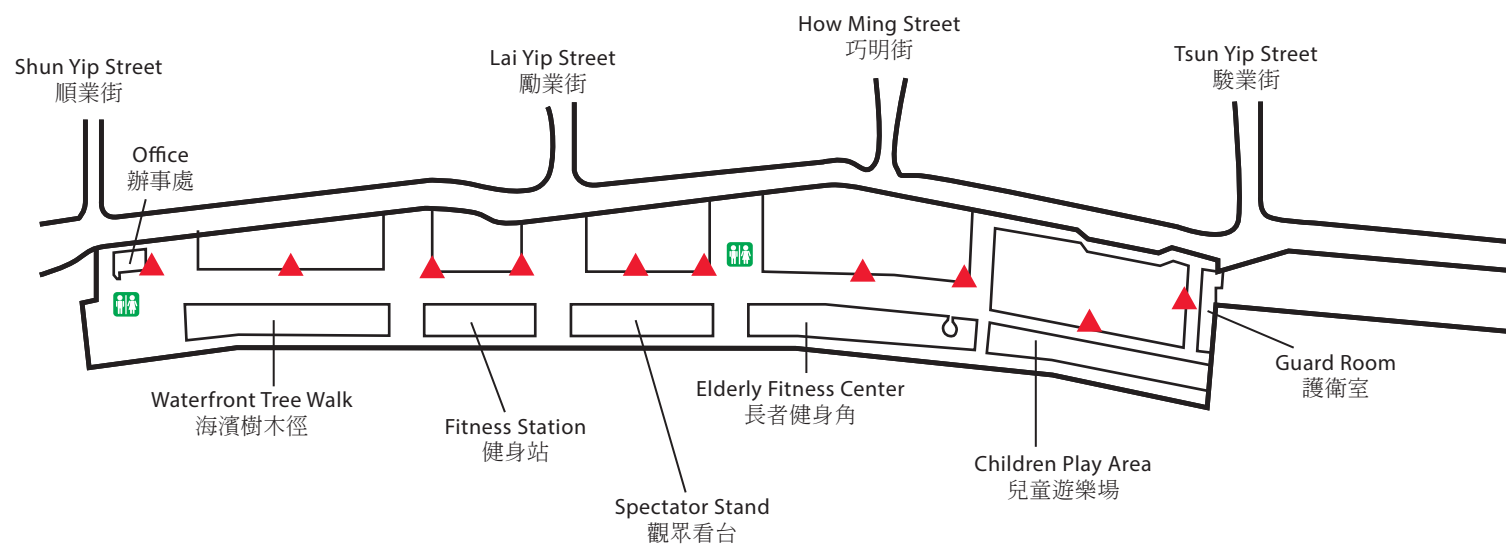 Shun Yip Street
順業街
Lai Yip Street
勵業街
How Ming Street
巧明街
Tsun Yip Street
駿業街
Office
辦事處
Waterfront Tree Walk
海濱樹木徑
Fitness Station
健身站
Spectator Stand
觀眾看台
Elderly Fitness Center
長者健身角
Children Play Area
兒童遊樂場
Guard Room
護衛室